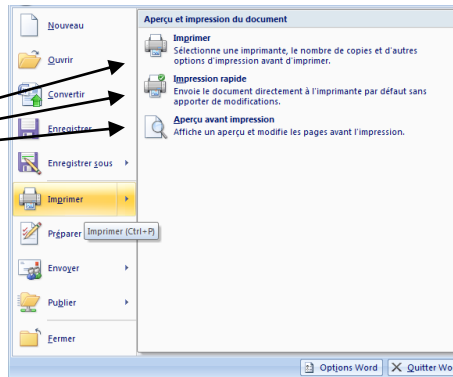 Nouveau
Ouvrir
Convertir
Enregistrer
Enregistrer sous
Imprimer
Préparer
Imprimer (Ctrl+P)
Envoyer
Publier
Fermer
Aperçu et impression du document
Imprimer
Sélectionne une imprimante, le nombre de copies et d'autres
options d'impression avant d'imprimer.
Impression rapide
Envoie le document directement à l'imprimante par défaut sans
apporter de modifications.
Aperçu avant impression
Affiche un aperçu et modifie les pages avant l'impression.
Options Word
Quitter Wo